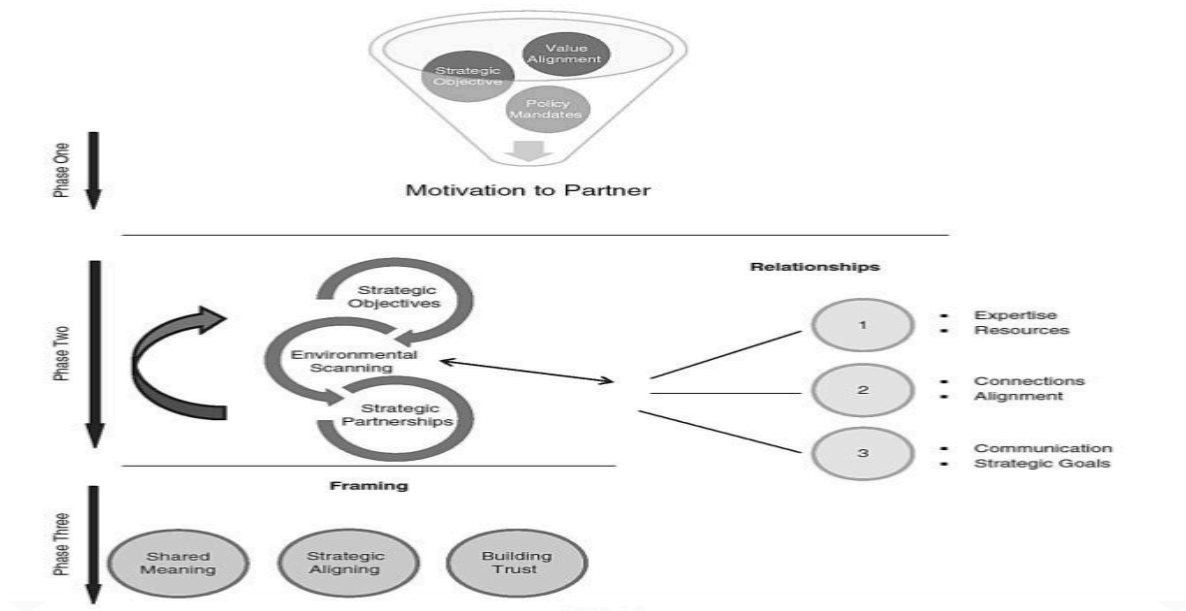 Value
Alignment
Strategic
Objective
Policy
Mandates
Phase One
Motivation to Partner
Relationships
Phase Two
Strategic
Objectives
Environmental
Scanning
Strategic
Partnerships
1
• Expertise
• Resources
2
• Connections
• Alignment
3
• Communication
• Strategic Goals
Framing
Phase Three
Shared
Meaning
Strategic
Aligning
Building
Trust